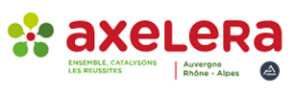 axelera
ENSEMBLE, CATALYSONS
LES REUSSITES
Auvergne
Rhône - Alpes